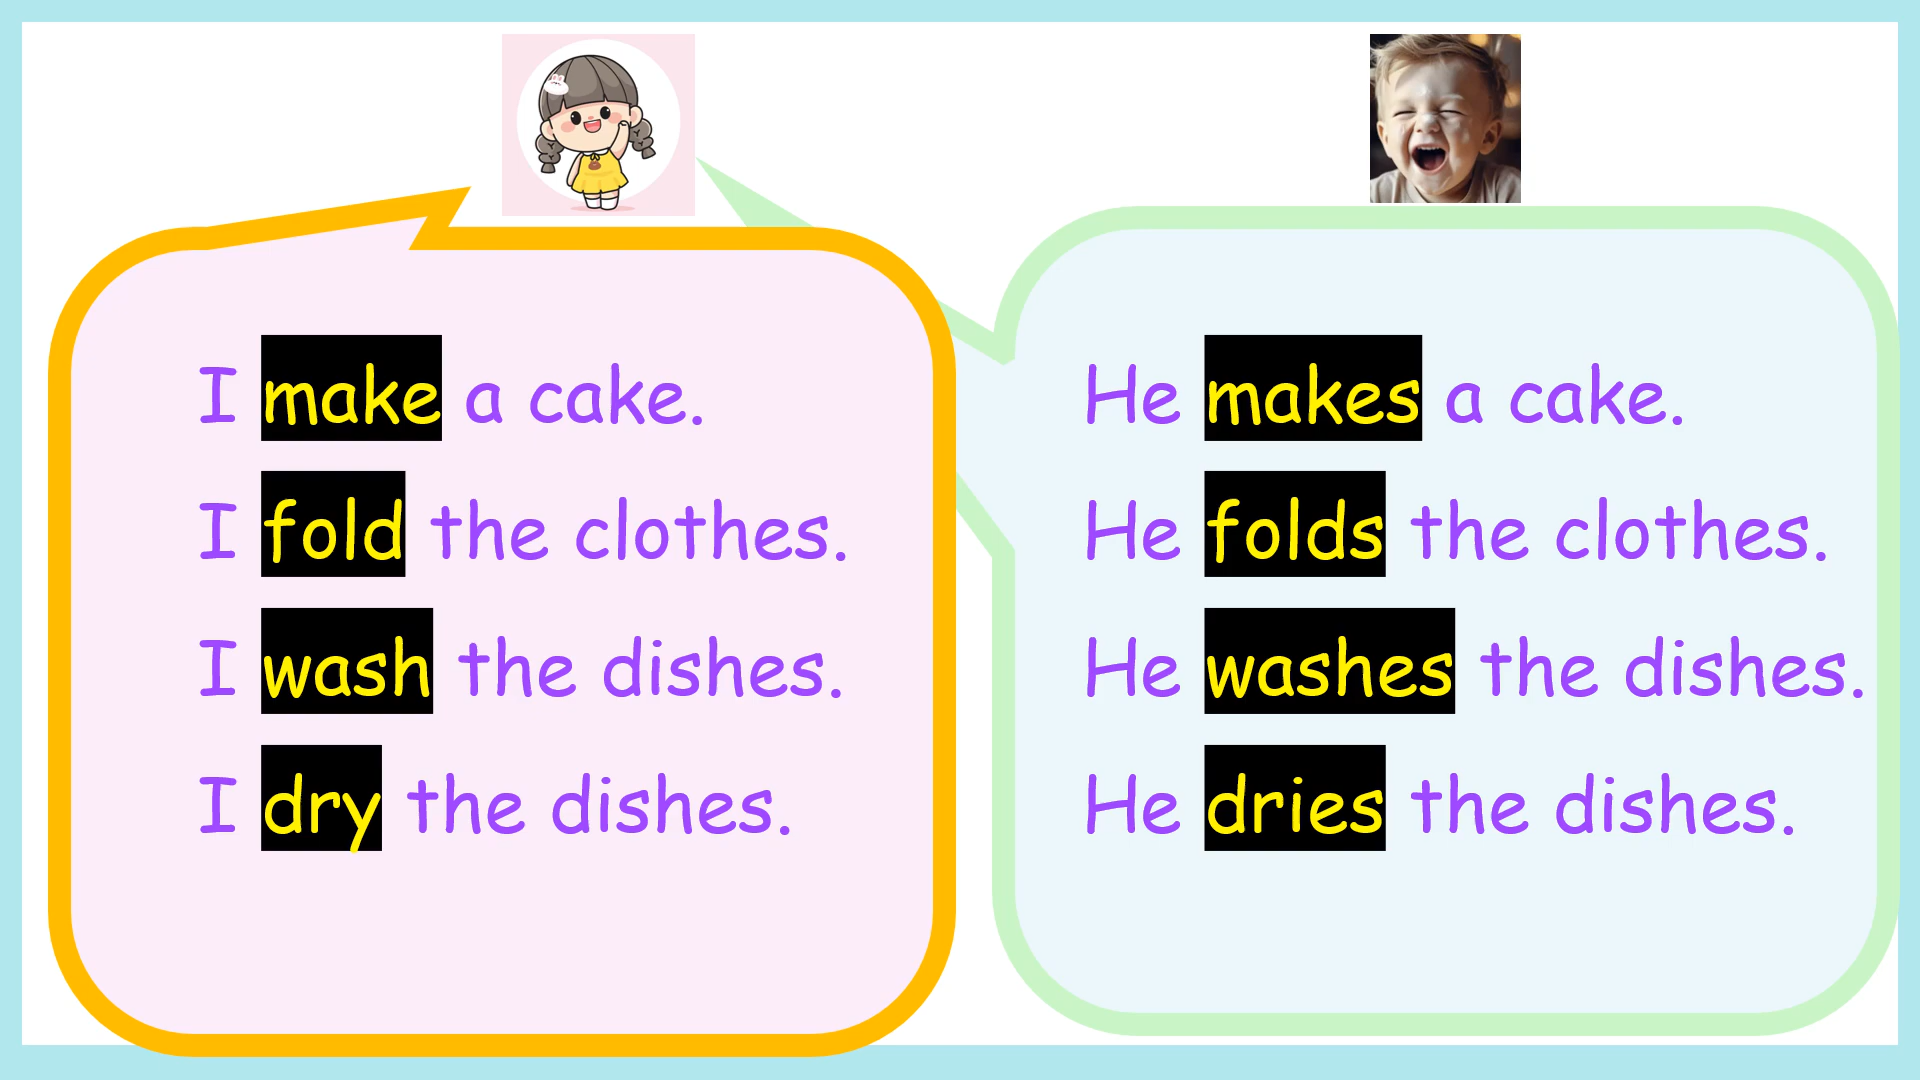 I make a cake.
I fold the clothes.
I wash the dishes.
I dry the dishes.
He makes a cake.
He folds the clothes.
He washes the dishes.
He dries the dishes.